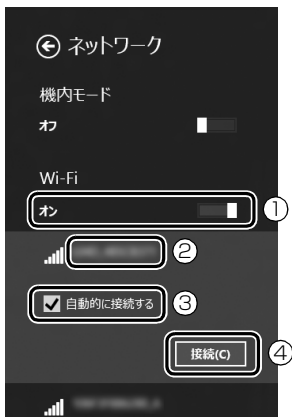 ネットワーク
機内モード
オフ
Wi-Fi
オン
①
②
自動的に接続する
③
接続(C)
④